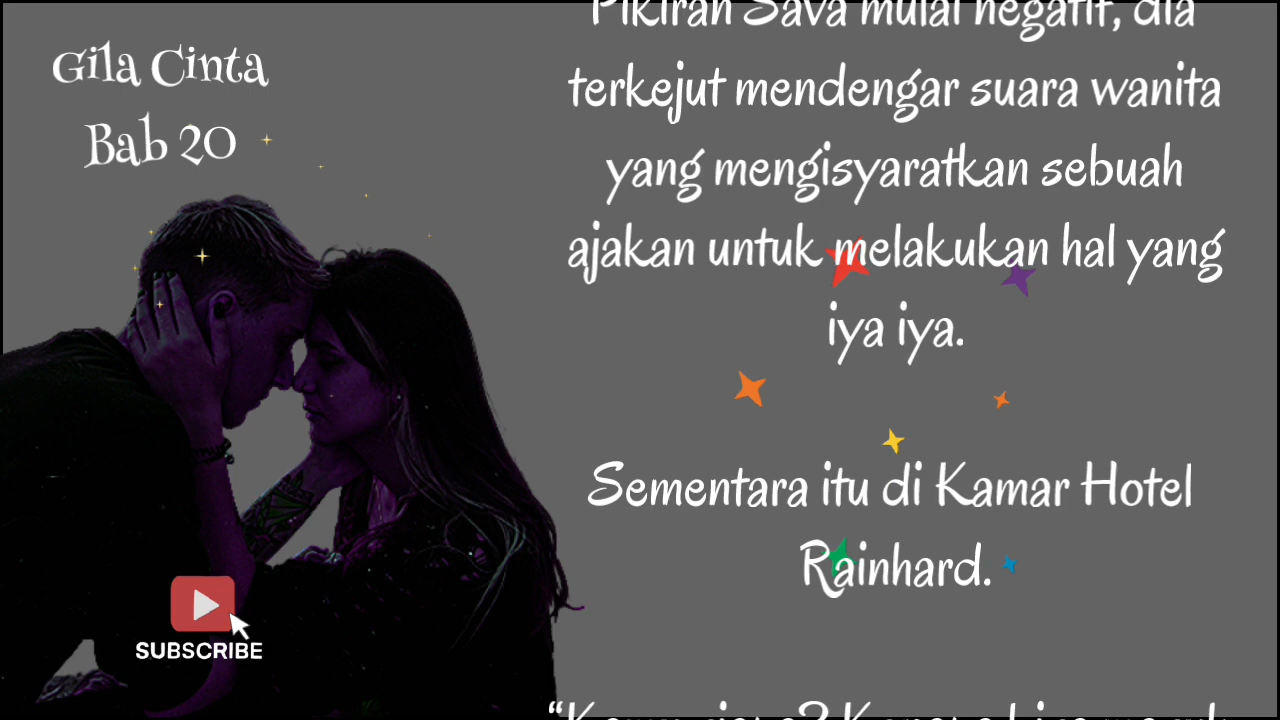 Gila Cinta
Bab 20
Pikiran Sava mulai negatif, dia
terkejut mendengar suara wanita
yang mengisyaratkan sebuah
ajakan untuk melakukan hal yang
iya iya.
Sementara itu di Kamar Hotel
Rainhard.
SUBSCRIBE